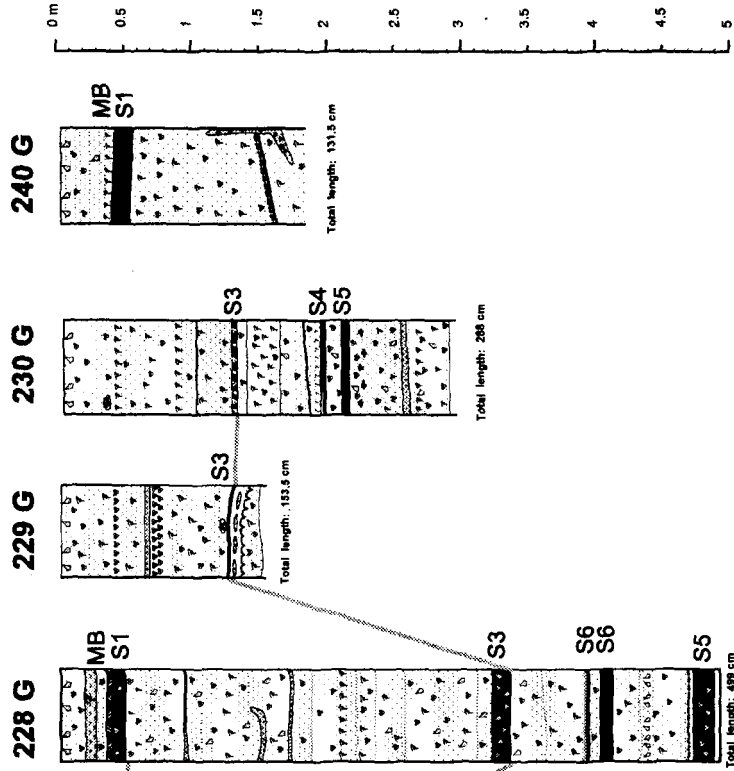 0 m
0.5
1
1.5
2
2.5
3
3.5
4
4.5
5
240 G
MB
S1
Total length: 131.5 cm
230 G
S3
S4
S5
Total length: 288 cm
229 G
S3
Total length: 153.5 cm
228 G
MB
S1
S3
S6
S6
S5
Total length: 499 cm